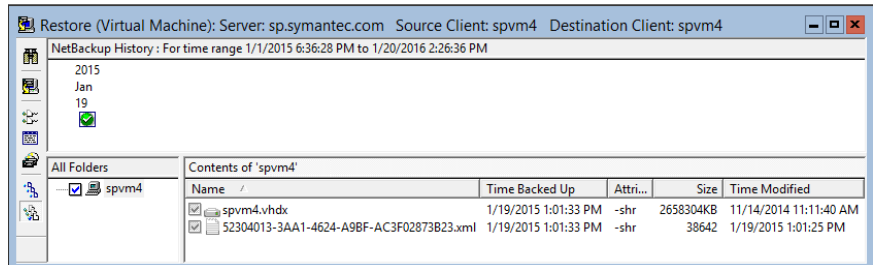 Restore (Virtual Machine): Server: sp.symantec.com Source Client: spvm4 Destination Client: spvm4
NetBackup History : For time range 1/1/2015 6:36:28 PM to 1/20/2016 2:26:36 PM
2015
Jan
19
All Folders Contents of 'spvm4'
spvm4 Name / Time Backed Up Attri... Size Time Modified
spvm4.vhdx 1/19/2015 1:01:33 PM -shr 2658304KB 11/14/2014 11:11:40 AM
52304013-3AA1-4624-A9BF-AC3F02873B23.xml 1/19/2015 1:01:33 PM -shr 38642 1/19/2015 1:01:25 PM